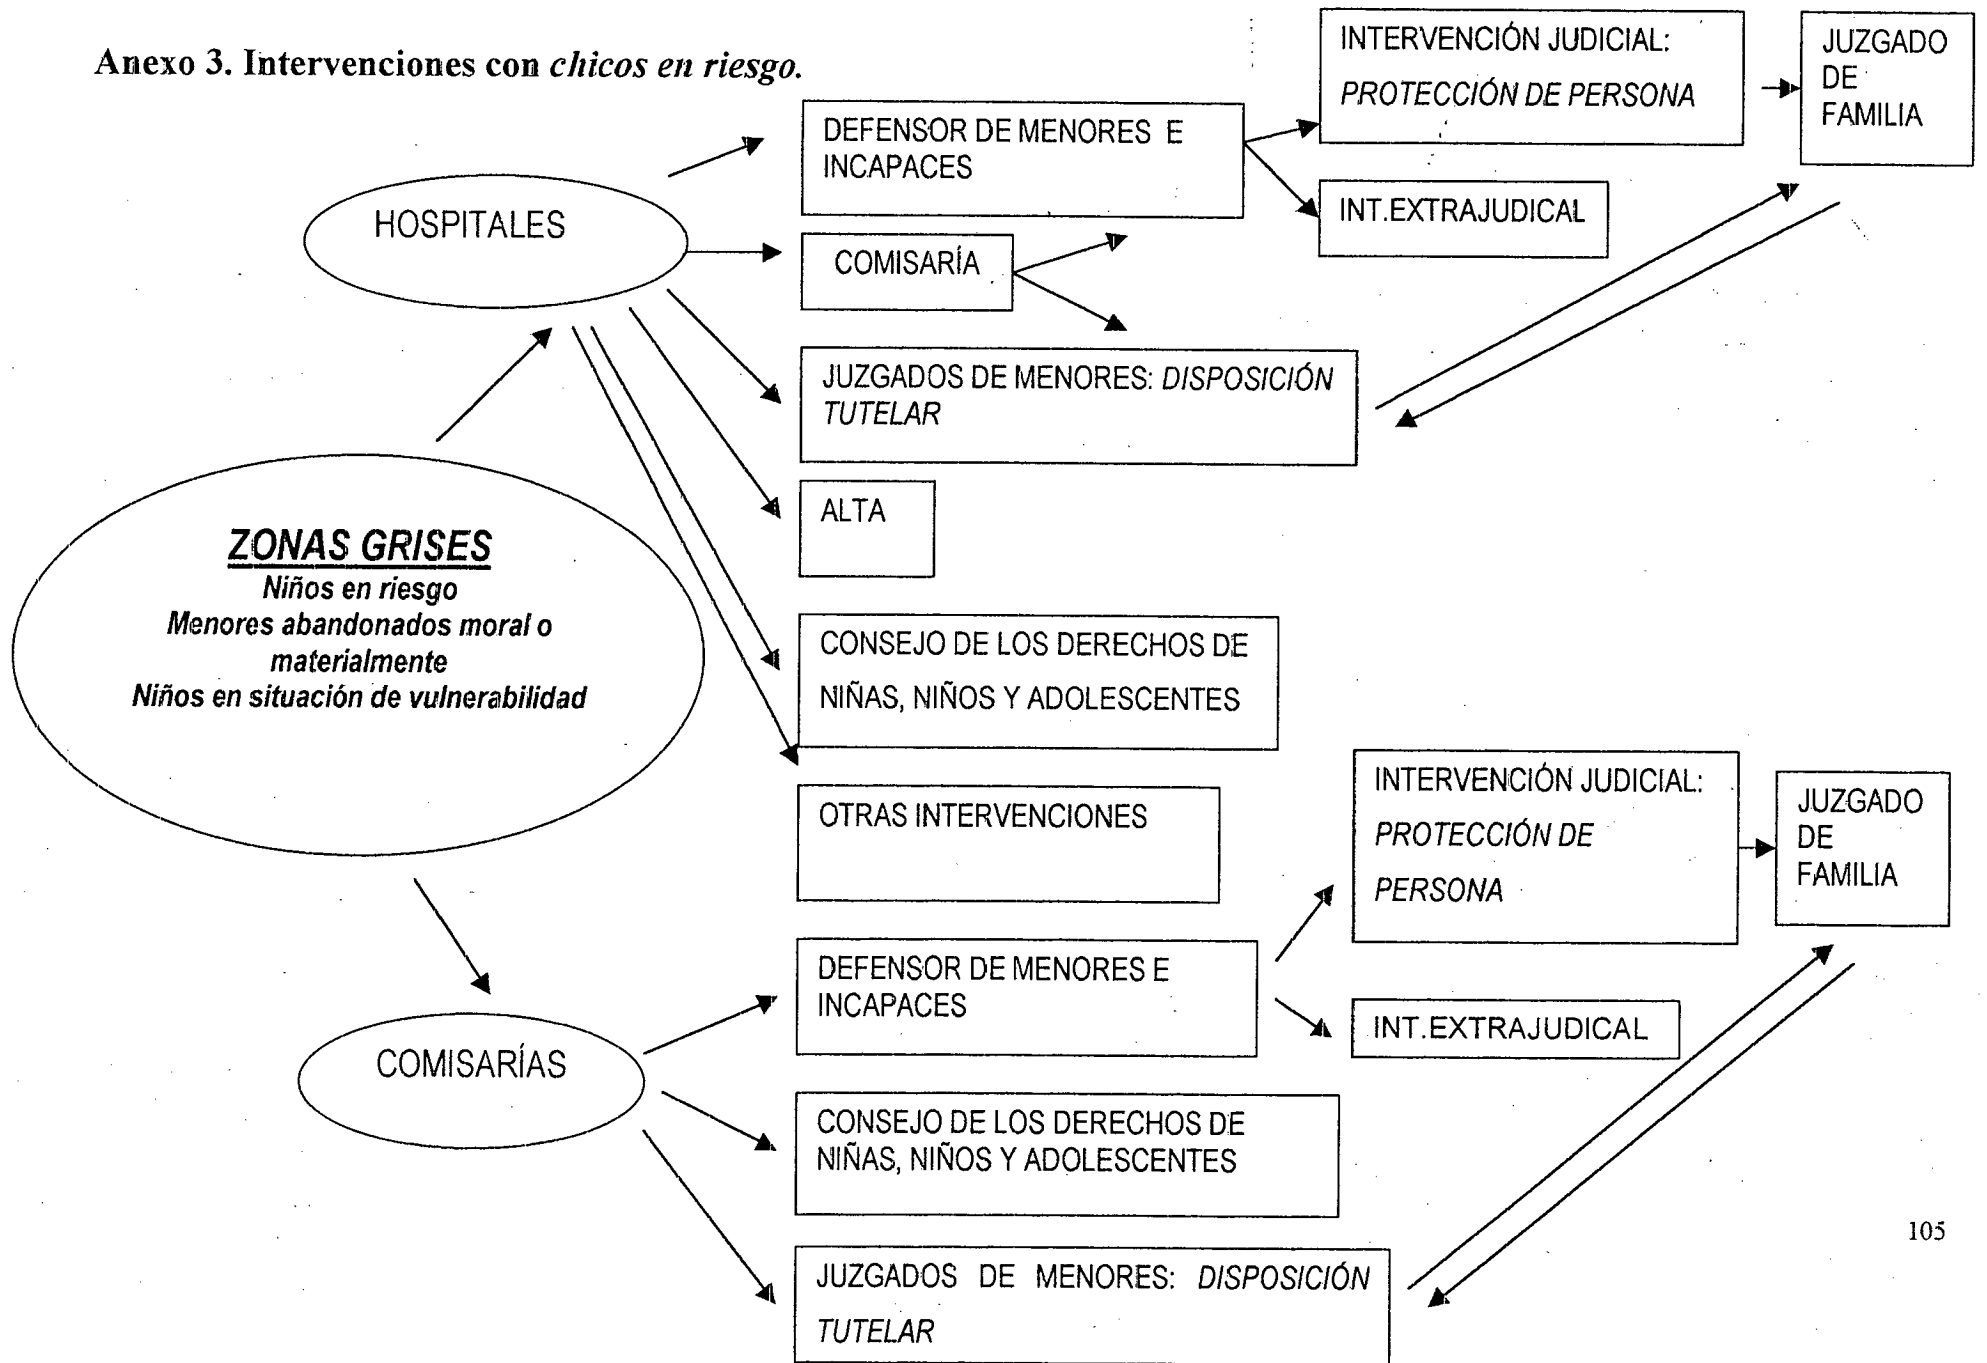 Anexo 3. Intervenciones con chicos en riesgo.
INTERVENCIÓN JUDICIAL:
PROTECCIÓN DE PERSONA
JUZGADO
DE
FAMILIA
DEFENSOR DE MENORES E
INCAPACES
INT.EXTRAJUDICAL
HOSPITALES
COMISARÍA
JUZGADOS DE MENORES: DISPOSICIÓN
TUTELAR
ALTA
ZONAS GRISES
Niños en riesgo
Menores abandonados moral o
materialmente
Niños en situación de vulnerabilidad
CONSEJO DE LOS DERECHOS DE
NIÑAS, NIÑOS Y ADOLESCENTES
OTRAS INTERVENCIONES
INTERVENCIÓN JUDICIAL:
PROTECCIÓN DE
PERSONA
JUZGADO
DE
FAMILIA
DEFENSOR DE MENORES E
INCAPACES
INT.EXTRAJUDICAL
COMISARÍAS
CONSEJO DE LOS DERECHOS DE
NIÑAS, NIÑOS Y ADOLESCENTES
JUZGADOS DE MENORES: DISPOSICIÓN
TUTELAR
105